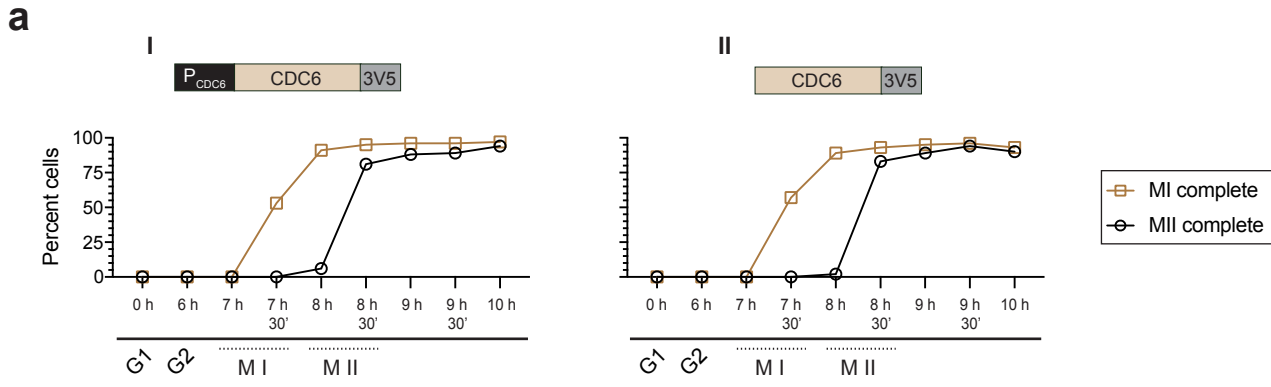 a
I
II
P_CDC6 CDC6 3V5
CDC6 3V5
Percent cells
100
75
50
25
0
0 h 6 h 7 h 7 h 30' 8 h 8 h 30' 9 h 9 h 30' 10 h
G1 G2 M I M II
0 h 6 h 7 h 7 h 30' 8 h 8 h 30' 9 h 9 h 30' 10 h
G1 G2 M I M II
MI complete
MII complete